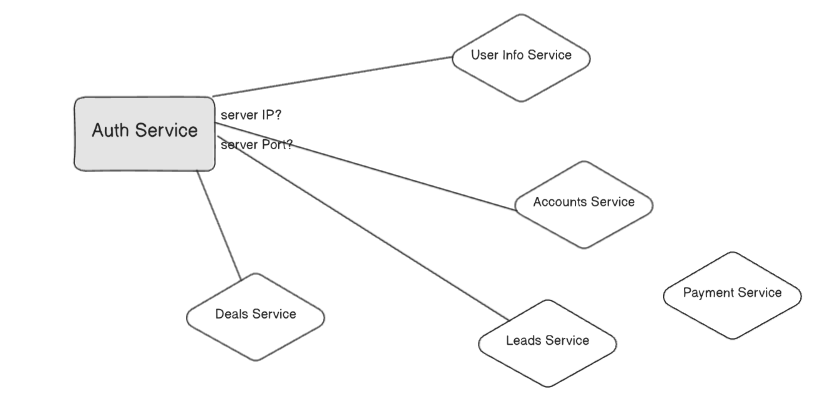 User Info Service
server IP?
Auth Service
server Port?
Accounts Service
Payment Service
Deals Service
Leads Service